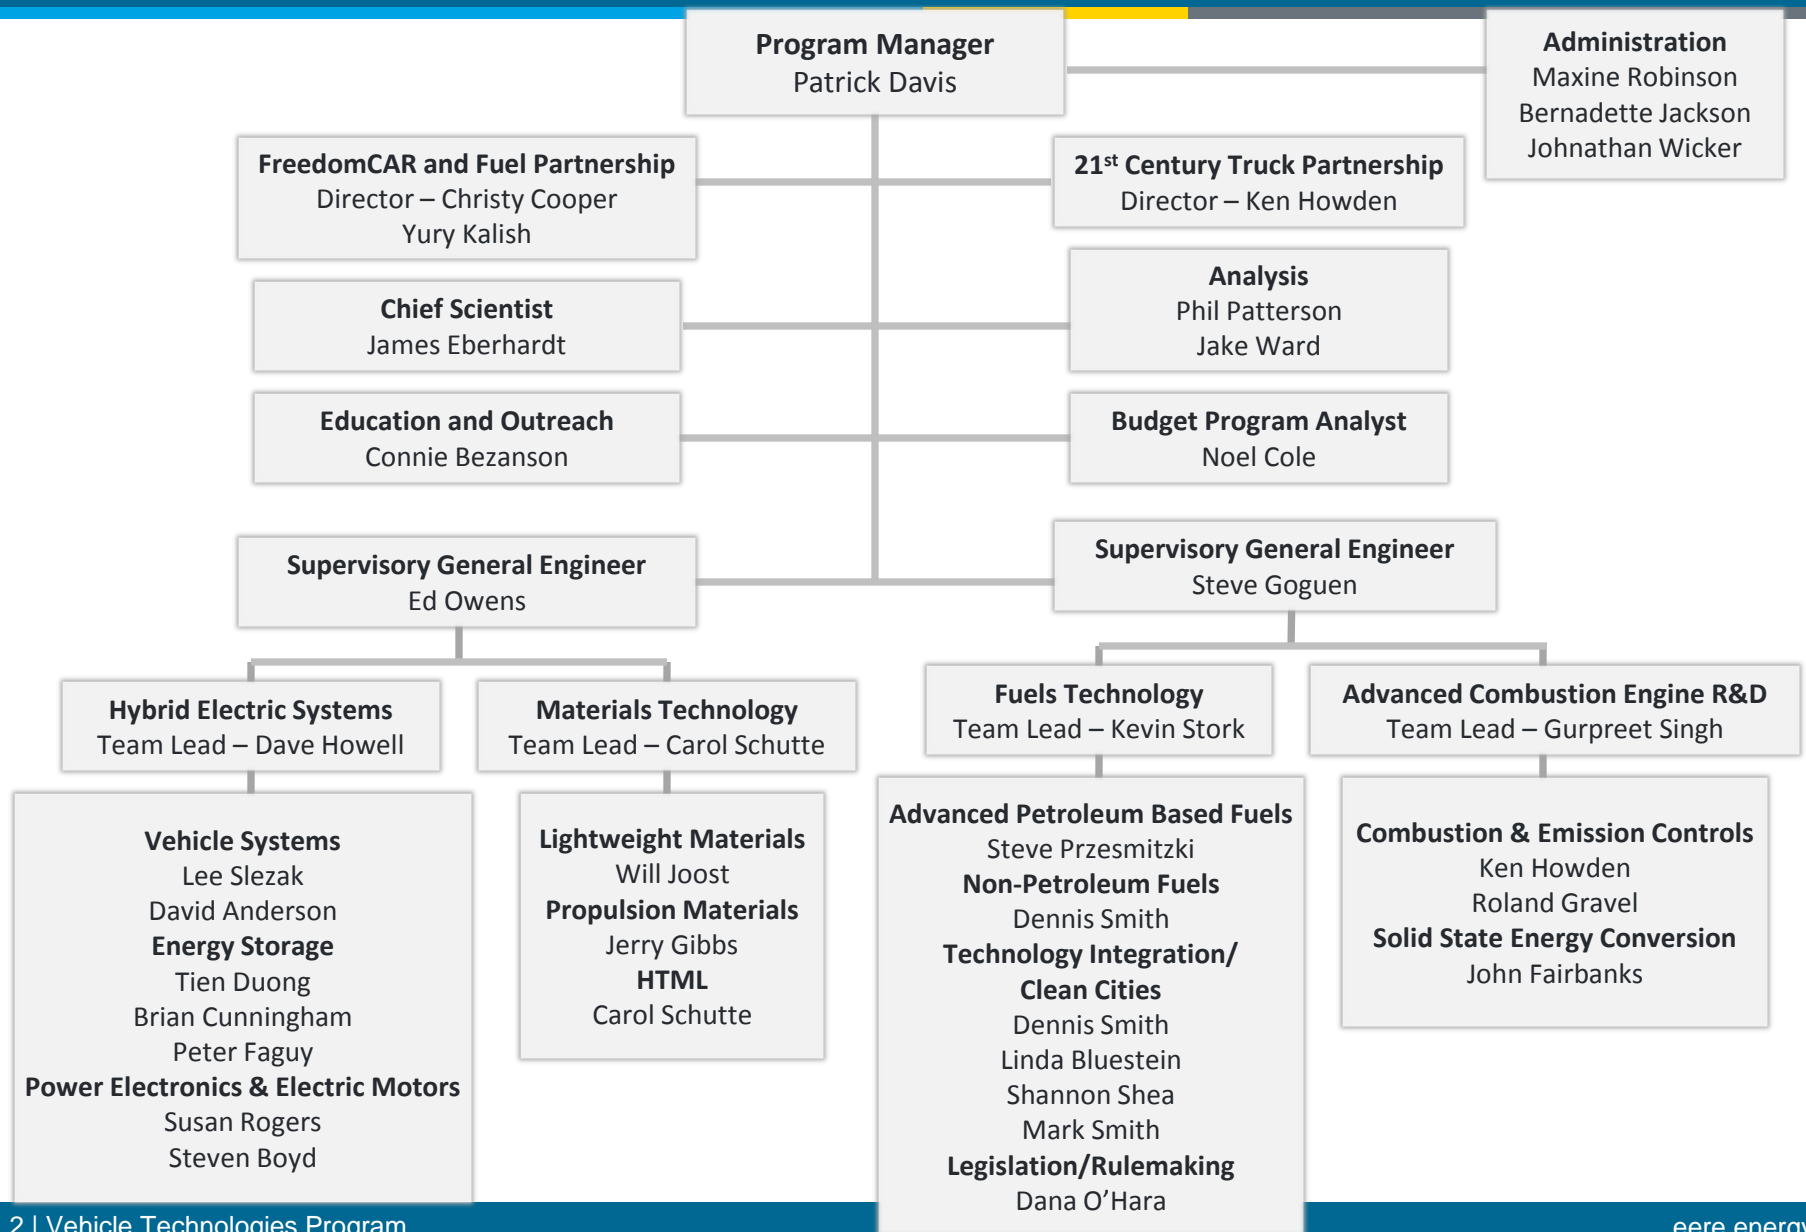 Program Manager
Patrick Davis
Administration
Maxine Robinson
Bernadette Jackson
Johnathan Wicker
FreedomCAR and Fuel Partnership
Director – Christy Cooper
Yury Kalish
21st Century Truck Partnership
Director – Ken Howden
Chief Scientist
James Eberhardt
Analysis
Phil Patterson
Jake Ward
Education and Outreach
Connie Bezanson
Budget Program Analyst
Noel Cole
Supervisory General Engineer
Ed Owens
Supervisory General Engineer
Steve Goguen
Hybrid Electric Systems
Team Lead – Dave Howell
Materials Technology
Team Lead – Carol Schutte
Fuels Technology
Team Lead – Kevin Stork
Advanced Combustion Engine R&D
Team Lead – Gurpreet Singh
Vehicle Systems
Lee Slezak
David Anderson
Energy Storage
Tien Duong
Brian Cunningham
Peter Faguy
Power Electronics & Electric Motors
Susan Rogers
Steven Boyd
Lightweight Materials
Will Joost
Propulsion Materials
Jerry Gibbs
HTML
Carol Schutte
Advanced Petroleum Based Fuels
Steve Przesmitzki
Non-Petroleum Fuels
Dennis Smith
Technology Integration/
Clean Cities
Dennis Smith
Linda Bluestein
Shannon Shea
Mark Smith
Legislation/Rulemaking
Dana O’Hara
Combustion & Emission Controls
Ken Howden
Roland Gravel
Solid State Energy Conversion
John Fairbanks
2 | Vehicle Technologies Program
eere.energy